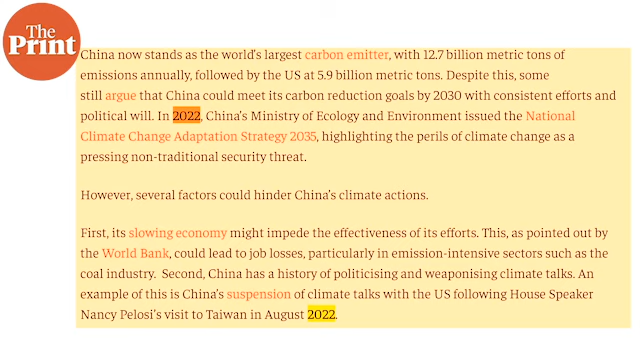 The
Print
China now stands as the world's largest carbon emitter, with 12.7 billion metric tons of
emissions annually, followed by the US at 5.9 billion metric tons. Despite this, some
still argue that China could meet its carbon reduction goals by 2030 with consistent efforts and
political will. In 2022, China's Ministry of Ecology and Environment issued the National
Climate Change Adaptation Strategy 2035, highlighting the perils of climate change as a
pressing non-traditional security threat.
However, several factors could hinder China's climate actions.
First, its slowing economy might impede the effectiveness of its efforts. This, as pointed out by
the World Bank, could lead to job losses, particularly in emission-intensive sectors such as the
coal industry. Second, China has a history of politicising and weaponising climate talks. An
example of this is China's suspension of climate talks with the US following House Speaker
Nancy Pelosi's visit to Taiwan in August 2022.